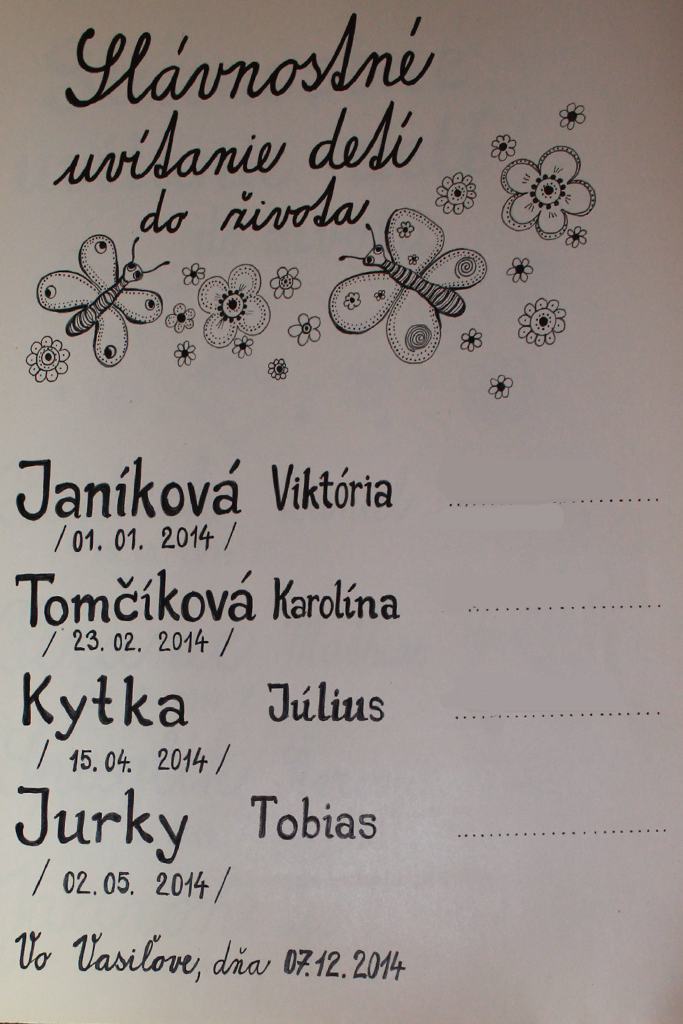 Slávnostné
uvítanie detí
do života
Janíková Viktória ..............................
/ 01. 01. 2014 /
Tomčíková Karolína ..............................
/ 23. 02. 2014 /
Kytka Július ..............................
/ 15. 04. 2014 /
Jurky Tobias ..............................
/ 02. 05. 2014 /
Vo Vasiľove, dňa 07.12.2014